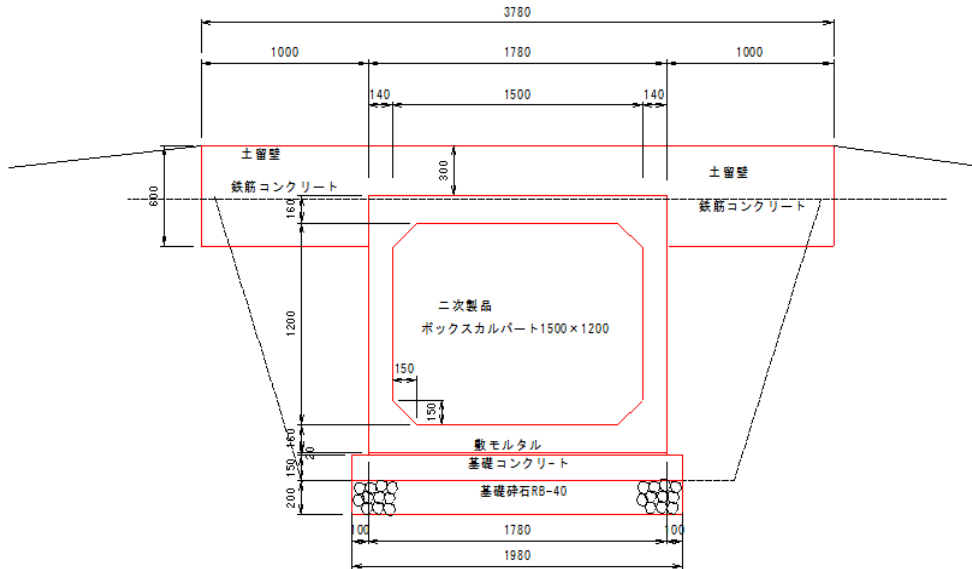 3780
1000 1780 1000
140 1500 140
土留壁
鉄筋コンクリート
600
300
160
土留壁
鉄筋コンクリート
1200
二次製品
ボックスカルバート1500×1200
150
150
160
20
敷モルタル
150
基礎コンクリート
200
基礎砕石RB-40
100 1780 100
1980